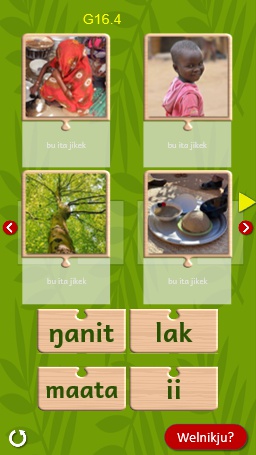 G16.4
bu ita jikek
bu ita jikek
bu ita jikek
bu ita jikek
ŋanit
lak
maata
ii
Welnikju?